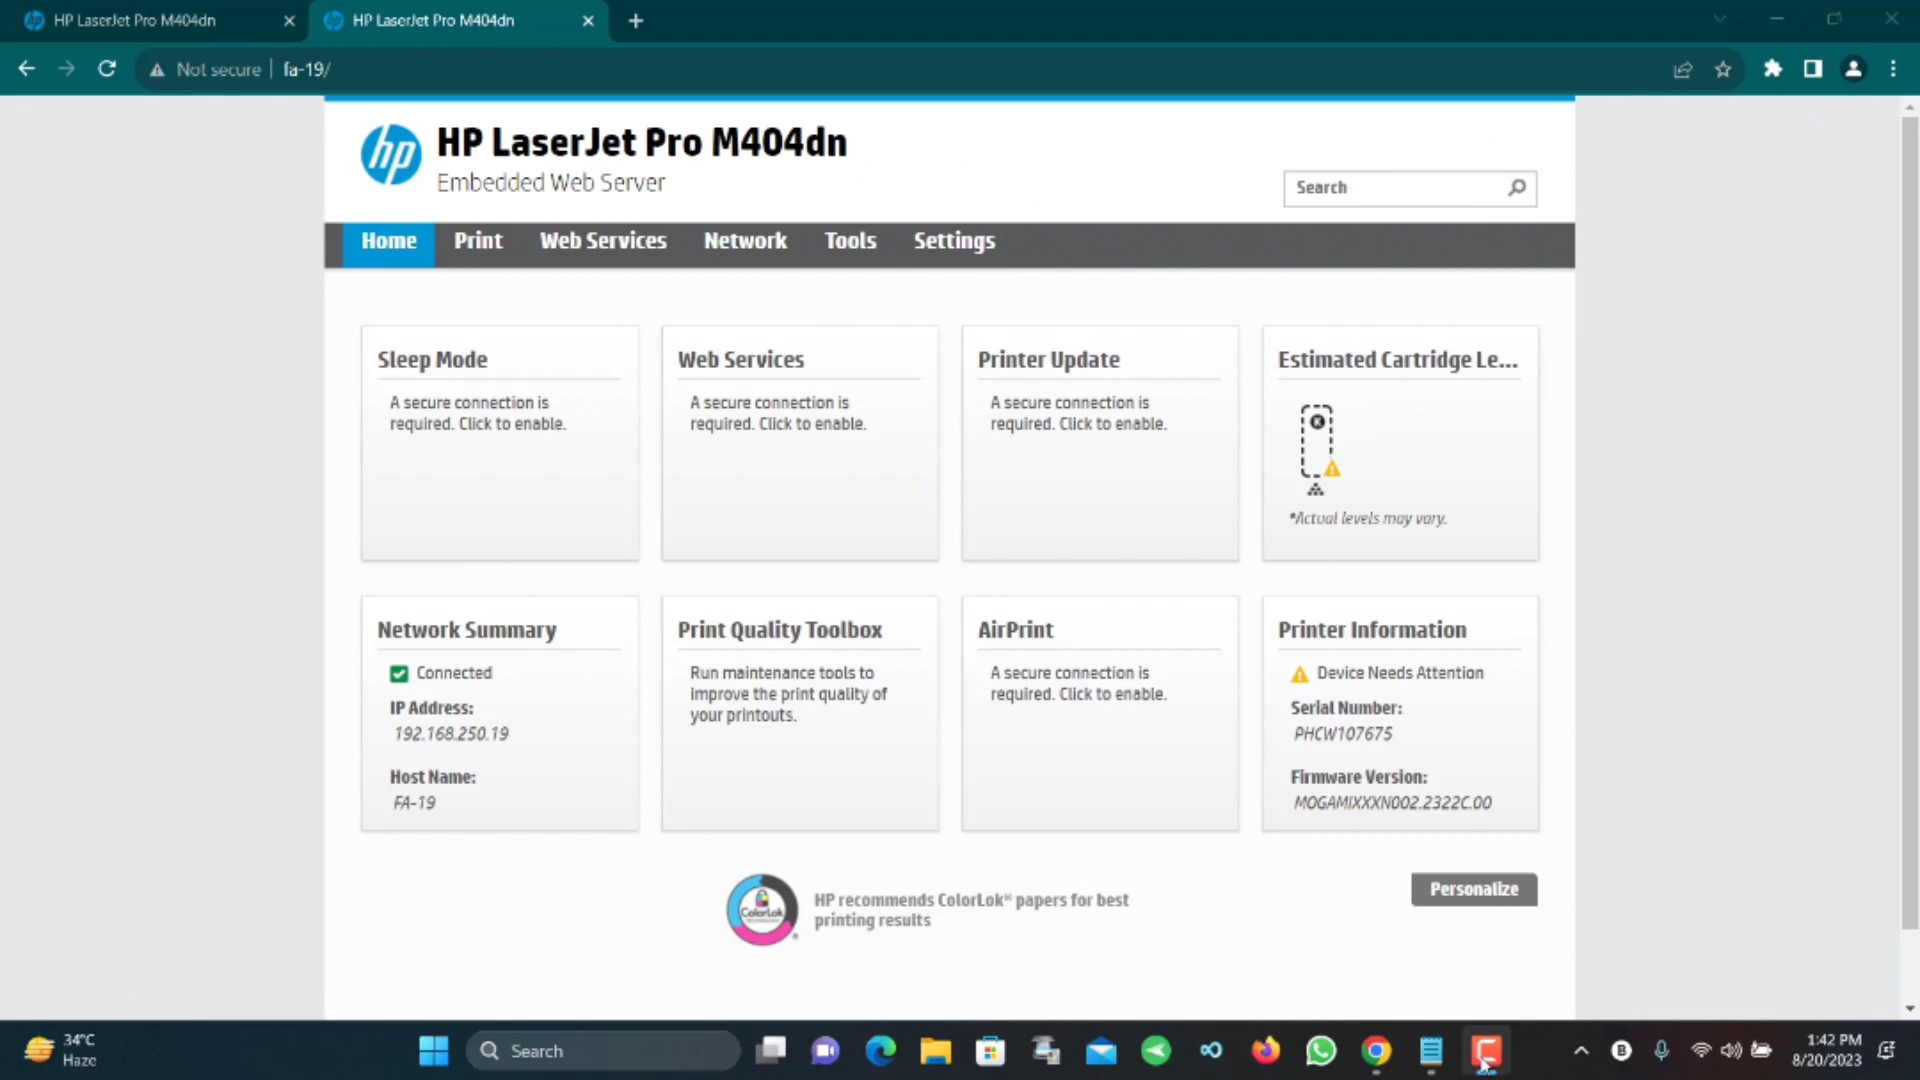 HP LaserJet Pro M404dn
HP LaserJet Pro M404dn
Not secure
fa-19/
hp
HP LaserJet Pro M404dn
Embedded Web Server
Search
Home Print Web Services Network Tools Settings
Sleep Mode
A secure connection is
required. Click to enable.
Web Services
A secure connection is
required. Click to enable.
Printer Update
A secure connection is
required. Click to enable.
Estimated Cartridge Le...
K
*Actual levels may vary.
Network Summary
Connected
IP Address:
192.168.250.19
Host Name:
FA-19
Print Quality Toolbox
Run maintenance tools to
improve the print quality of
your printouts.
AirPrint
A secure connection is
required. Click to enable.
Printer Information
Device Needs Attention
Serial Number:
PHCW107675
Firmware Version:
MOGAMIXXXN002.2322C.00
ColorLok
HP recommends ColorLok® papers for best
printing results
Personalize
34°C
Haze
Search
1:42 PM
8/20/2023